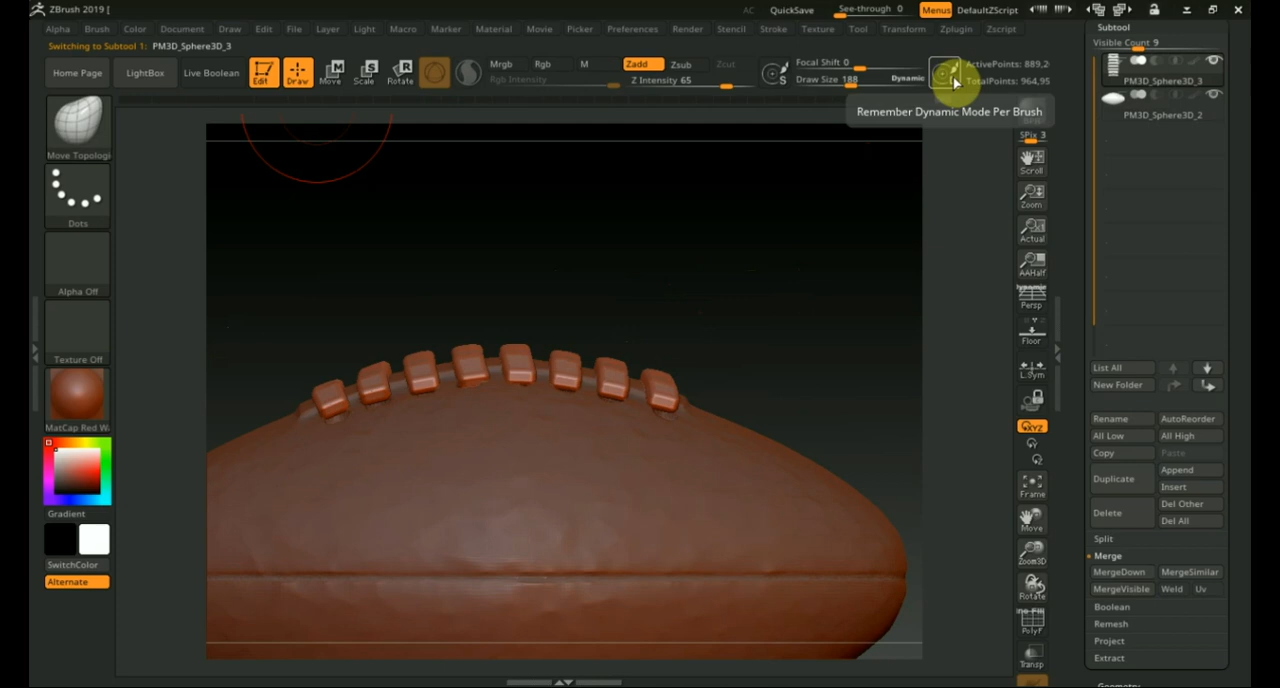 ZBrush 2019 [
AC QuickSave See-through 0 Menus DefaultZScript
Alpha Brush Color Document Draw Edit File Layer Light Macro Marker Material Movie Picker Preferences Render Stencil Stroke Texture Tool Transform Zplugin Zscript
Switching to Subtool 1: PM3D_Sphere3D_3
Home Page LightBox Live Boolean Edit Draw Move Scale Rotate
Mrgb Rgb M Zadd Zsub Zcut
Rgb Intensity Z Intensity 65
Focal Shift 0
Draw Size 188 Dynamic
ActivePoints: 889,2
TotalPoints: 964,95
Remember Dynamic Mode Per Brush
Move Topologi
Dots
Alpha Off
Texture Off
MatCap Red W
Gradient
SwitchColor
Alternate
SPix 3
Scroll
Zoom
Actual
AAHalf
Dynamic
Persp
Floor
L.Sym
XYZ
Frame
Move
Zoom3D
Rotate
PolyF
Transp
Subtool
Visible Count 9
PM3D_Sphere3D_3
PM3D_Sphere3D_2
List All
New Folder
Rename AutoReorder
All Low All High
Copy Paste
Duplicate Append
Insert
Delete Del Other
Del All
Split
Merge
MergeDown MergeSimilar
MergeVisible Weld Uv
Boolean
Remesh
Project
Extract
Geometry